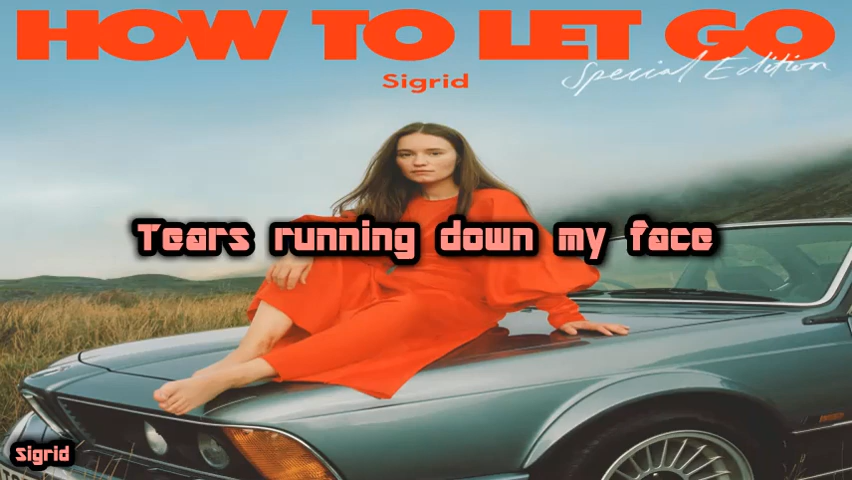 HOW TO LET GO
Sigrid
Special Edition
Tears running down my face
Sigrid